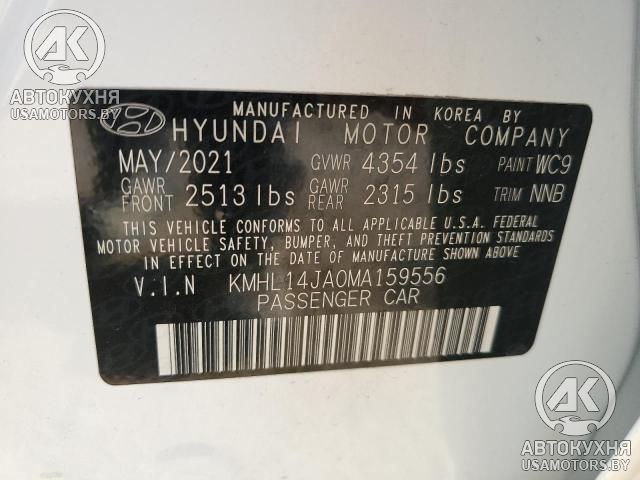 AK
АВТОКУХНЯ
USAMOTORS.BY
MANUFACTURED IN KOREA BY
HYUNDAI MOTOR COMPANY
MAY/2021 GVWR 4354 lbs PAINT WC9
GAWR FRONT 2513 lbs GAWR REAR 2315 lbs TRIM NNB
THIS VEHICLE CONFORMS TO ALL APPLICABLE U.S.A. FEDERAL
MOTOR VEHICLE SAFETY, BUMPER, AND THEFT PREVENTION STANDARDS
IN EFFECT ON THE DATE OF MANUFACTURE SHOWN ABOVE
V.I.N KMHL14JA0MA159556
PASSENGER CAR
AK
АВТОКУХНЯ
USAMOTORS.BY